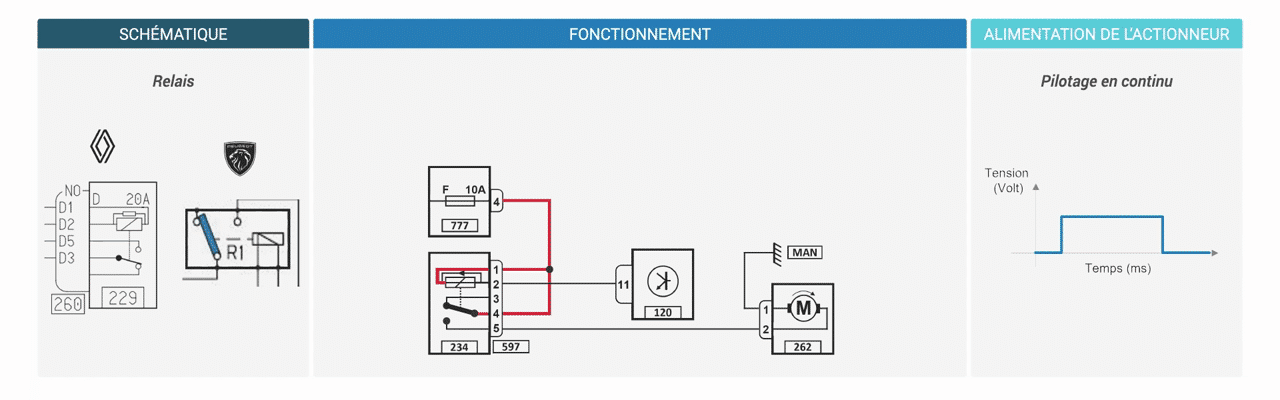 SCHÉMATIQUE
FONCTIONNEMENT
ALIMENTATION DE L'ACTIONNEUR
Relais
Pilotage en continu
PEUGEOT
NO
D1
D2
D5
D3
D 20A
260
229
R1
F 10A
4
777
1
2
3
4
5
234
597
11
120
MAN
1
2
M
262
Tension
(Volt)
Temps (ms)